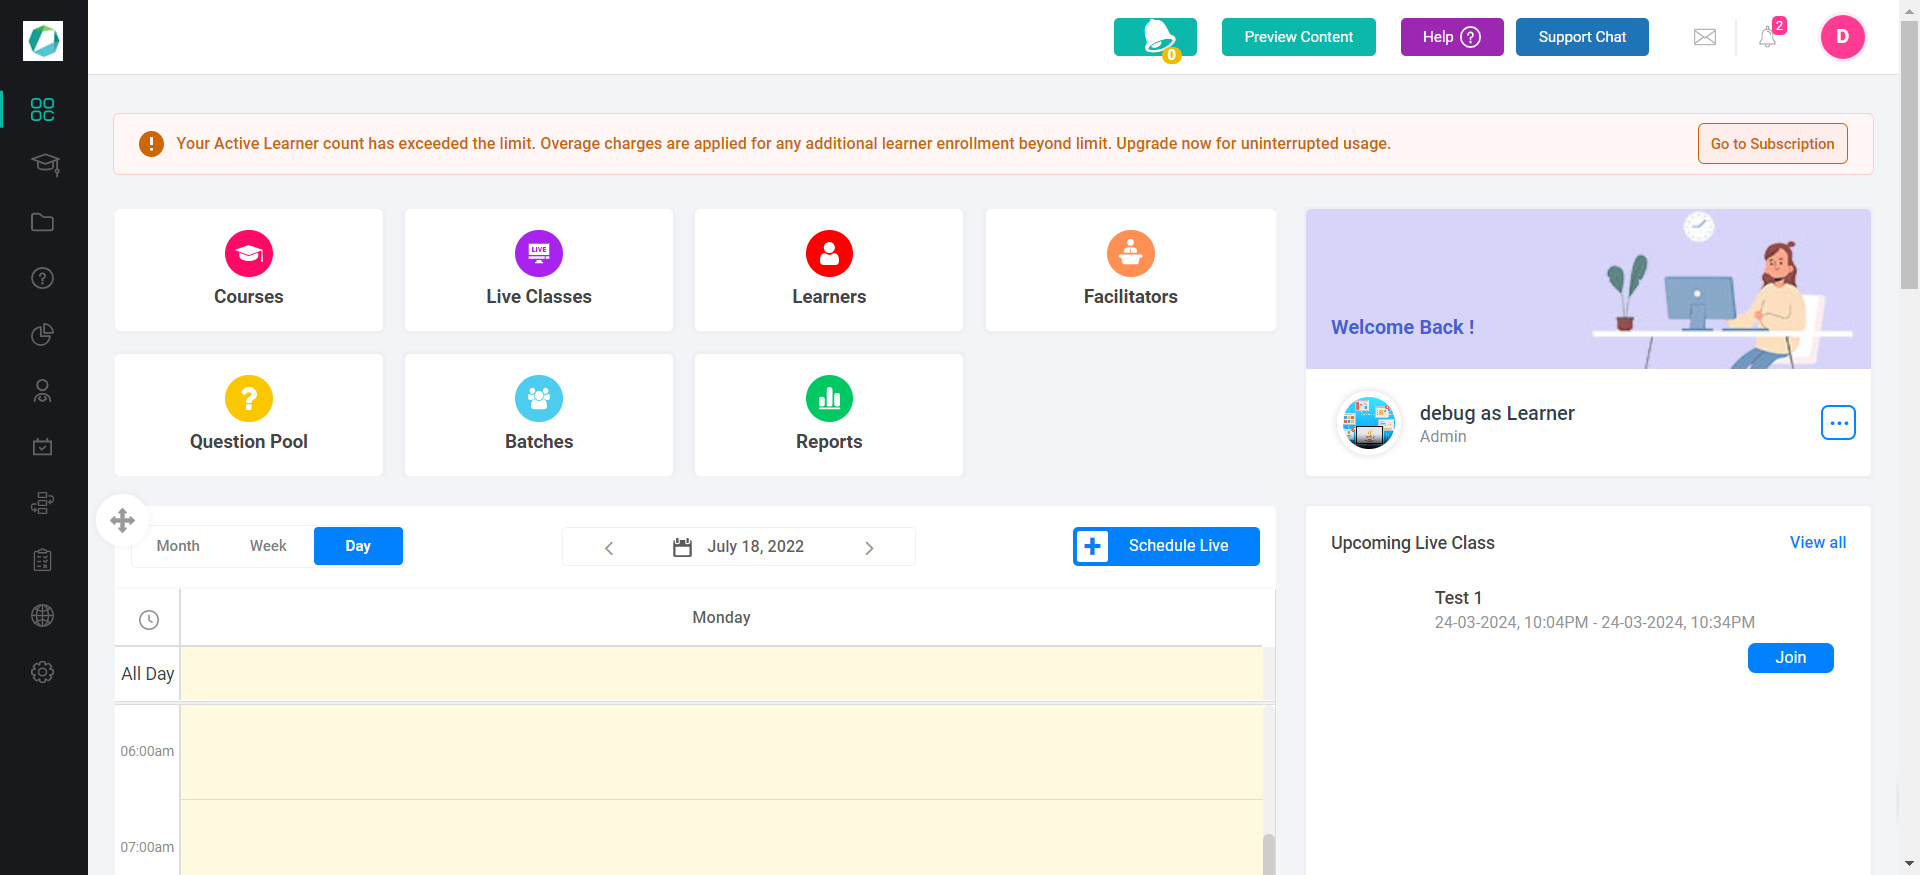 0
Preview Content
Help ?
Support Chat
2
D
Your Active Learner count has exceeded the limit. Overage charges are applied for any additional learner enrollment beyond limit. Upgrade now for uninterrupted usage.
Go to Subscription
Courses
LIVE
Live Classes
Learners
Facilitators
Welcome Back !
Question Pool
Batches
Reports
debug as Learner
Admin
Month
Week
Day
July 18, 2022
Schedule Live
Upcoming Live Class
View all
Monday
Test 1
24-03-2024, 10:04PM - 24-03-2024, 10:34PM
Join
All Day
06:00am
07:00am